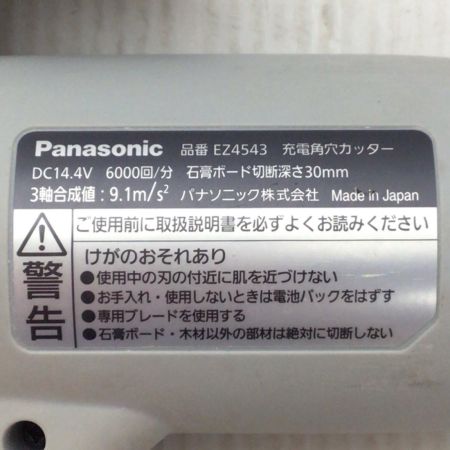 Panasonic 品番 EZ4543 充電角穴カッター
DC14.4V 6000回/分 石膏ボード切断深さ30mm
3軸合成値：9.1m/s² パナソニック株式会社 Made in Japan
ご使用前に取扱説明書を必ずよくお読みください
警告
けがのおそれあり
●使用中の刃の付近に肌を近づけない
●お手入れ・使用しないときは電池パックをはずす
●専用ブレードを使用する
●石膏ボード・木材以外の部材は絶対に切断しない